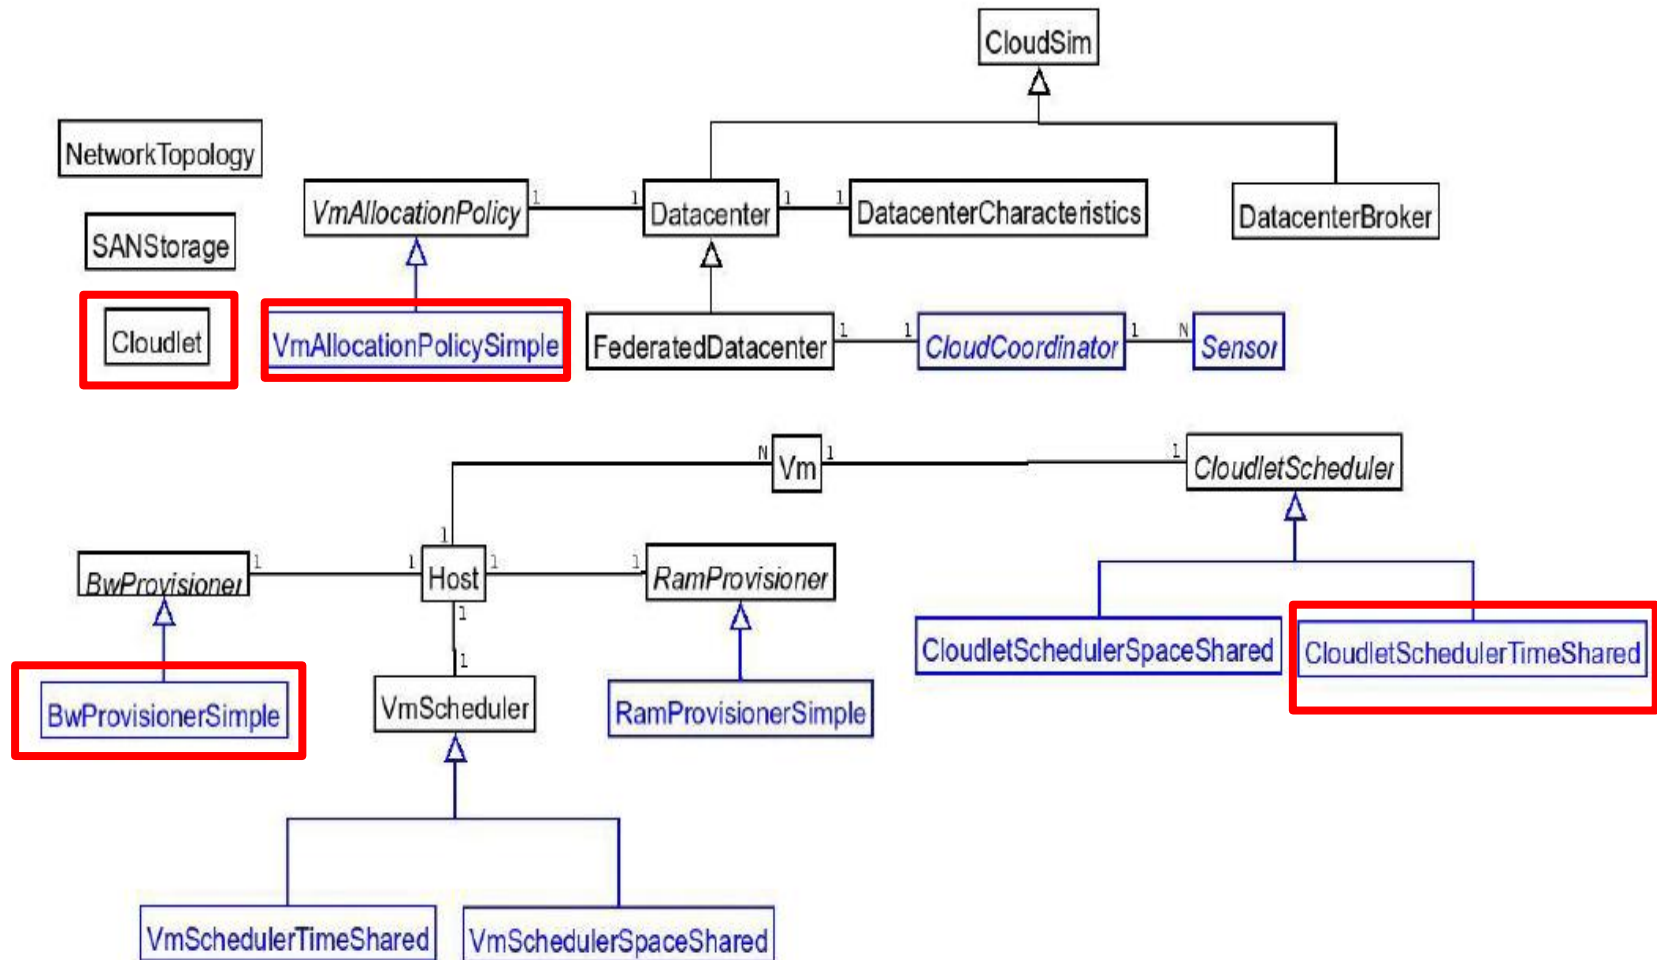 CloudSim
NetworkTopology
VmAllocationPolicy 1 1 Datacenter 1 1 DatacenterCharacteristics
DatacenterBroker
SANStorage
Cloudlet
VmAllocationPolicySimple
FederatedDatacenter 1 1 CloudCoordinator 1 N Sensor
N Vm 1 1 CloudletScheduler
1
BwProvisioner 1 1 Host 1 1 RamProvisioner
1
1
CloudletSchedulerSpaceShared
CloudletSchedulerTimeShared
BwProvisionerSimple
VmScheduler
RamProvisionerSimple
VmSchedulerTimeShared
VmSchedulerSpaceShared